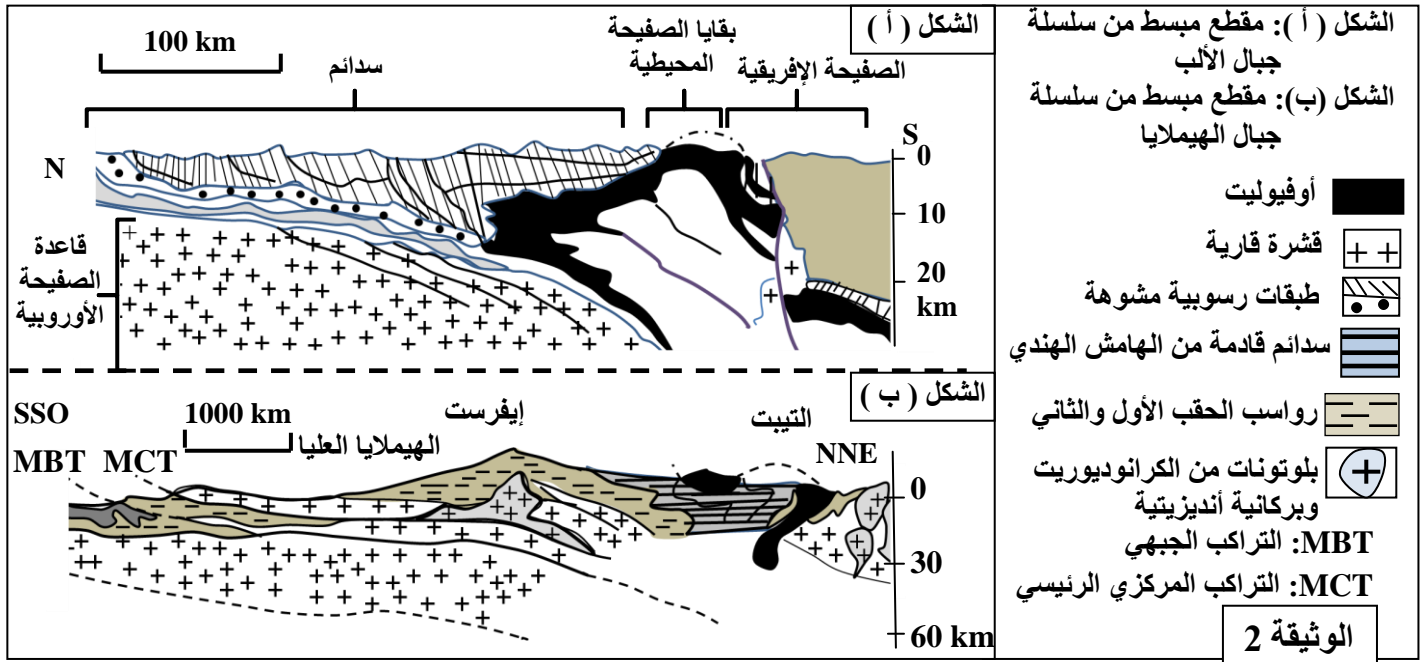 الشكل ( أ ): مقطع مبسط من سلسلة
جبال الألب
الشكل (ب): مقطع مبسط من سلسلة
جبال الهيملايا
أوفيوليت
قشرة قارية
طبقات رسوبية مشوهة
سدائم قادمة من الهامش الهندي
رواسب الحقب الأول والثاني
بلوتونات من الكرانوديوريت
وبركانية أنديزيتية
MBT: التراكب الجبهي
MCT: التراكب المركزي الرئيسي
الوثيقة 2
الشكل ( أ )
100 km
بقايا الصفيحة
المحيطية
الصفيحة الإفريقية
سدائم
N
S
0
10
20
km
قاعدة
الصفيحة
الأوروبية
الشكل ( ب )
SSO
1000 km
إيفرست
التيبت
الهيملايا العليا
MBT MCT
NNE
0
30
60 km